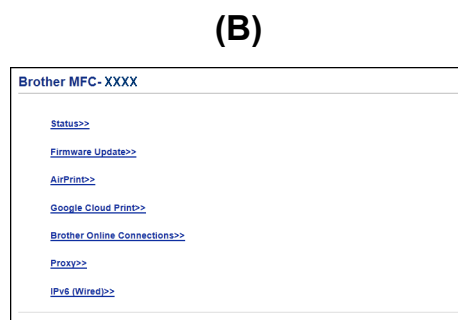 (B)
Brother MFC- XXXX
Status>>
Firmware Update>>
AirPrint>>
Google Cloud Print>>
Brother Online Connections>>
Proxy>>
IPv6 (Wired)>>